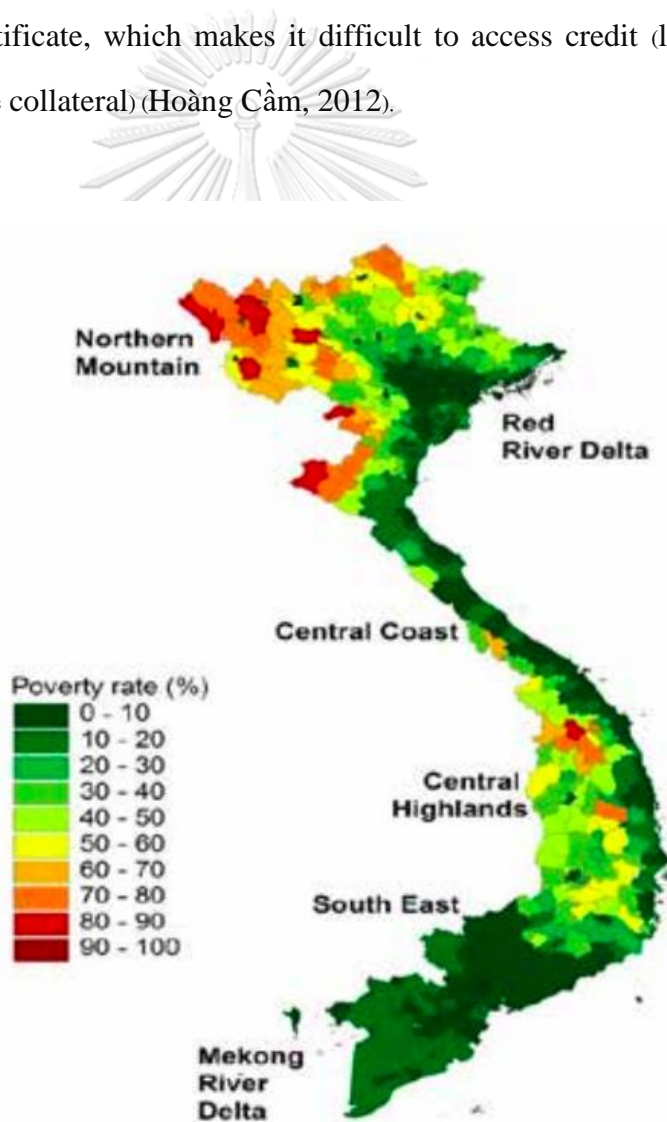 tificate, which makes it difficult to access credit (l
collateral) (Hoàng Cầm, 2012).
Northern
Mountain
Red
River Delta
Central Coast
Poverty rate (%)
0 - 10
10 - 20
20 - 30
30 - 40
40 - 50
50 - 60
60 - 70
70 - 80
80 - 90
90 - 100
Central
Highlands
South East
Mekong
River
Delta